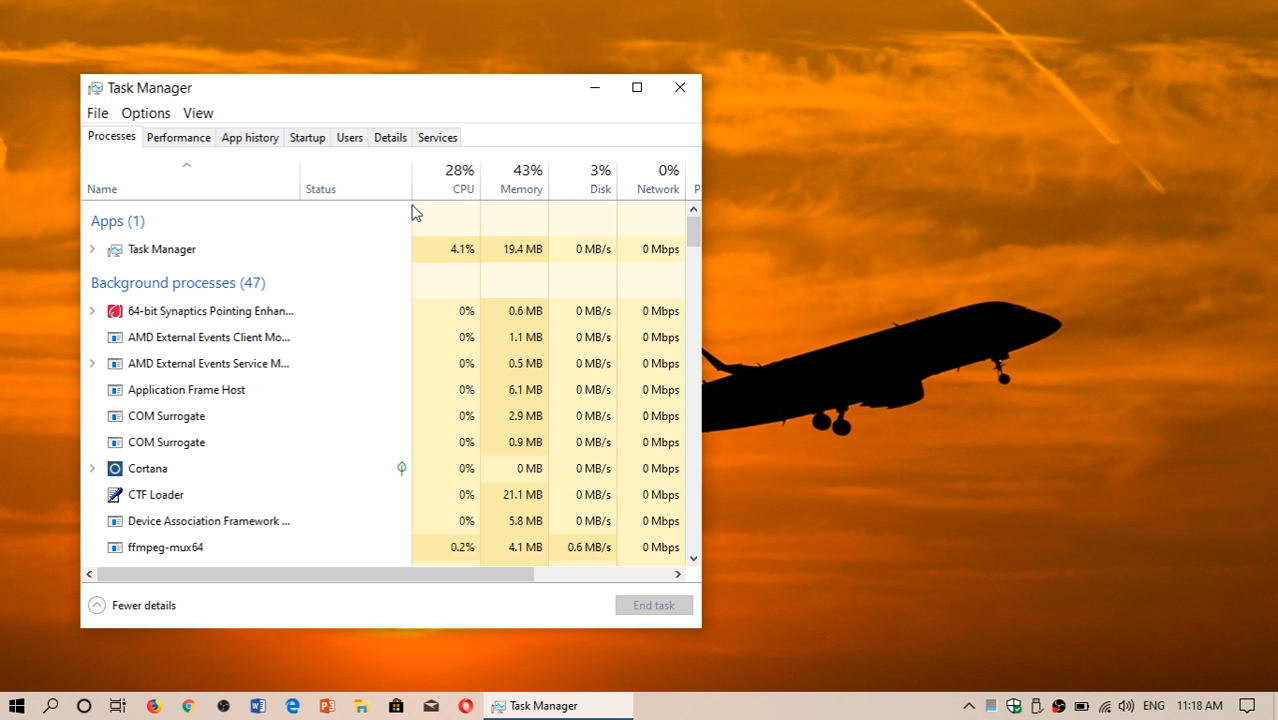 Task Manager
File Options View
Processes Performance App history Startup Users Details Services
28% 43% 3% 0%
Name Status CPU Memory Disk Network P
Apps (1)
Task Manager 4.1% 19.4 MB 0 MB/s 0 Mbps
Background processes (47)
64-bit Synaptics Pointing Enhan... 0% 0.6 MB 0 MB/s 0 Mbps
AMD External Events Client Mo... 0% 1.1 MB 0 MB/s 0 Mbps
AMD External Events Service M... 0% 0.5 MB 0 MB/s 0 Mbps
Application Frame Host 0% 6.1 MB 0 MB/s 0 Mbps
COM Surrogate 0% 2.9 MB 0 MB/s 0 Mbps
COM Surrogate 0% 0.9 MB 0 MB/s 0 Mbps
Cortana 0% 0 MB 0 MB/s 0 Mbps
CTF Loader 0% 21.1 MB 0 MB/s 0 Mbps
Device Association Framework ... 0% 5.8 MB 0 MB/s 0 Mbps
ffmpeg-mux64 0.2% 4.1 MB 0.6 MB/s 0 Mbps
Fewer details End task
Task Manager ENG 11:18 AM